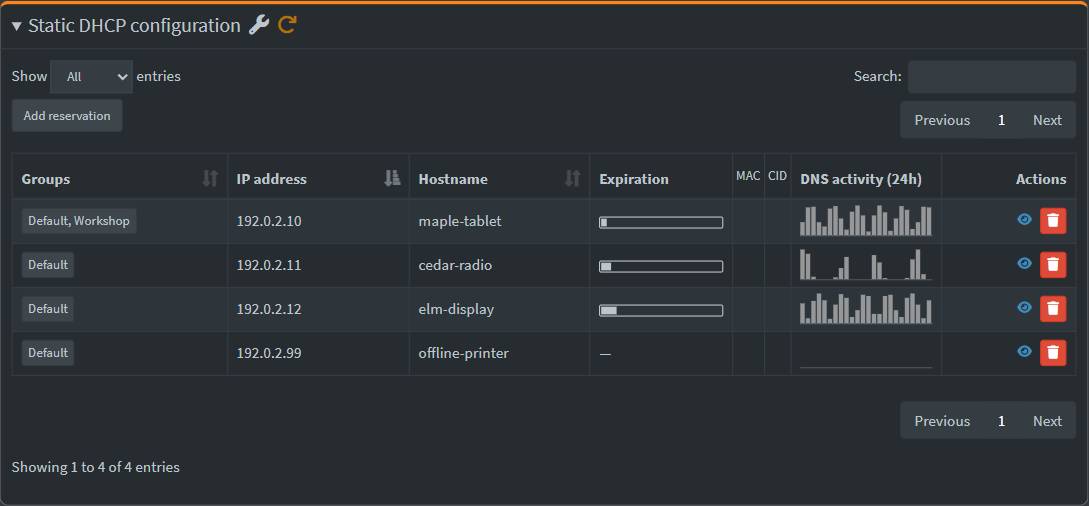 Static DHCP configuration
Show All entries
Search:
Add reservation
Previous 1 Next
Groups IP address Hostname Expiration MAC CID DNS activity (24h) Actions
Default, Workshop 192.0.2.10 maple-tablet
Default 192.0.2.11 cedar-radio
Default 192.0.2.12 elm-display
Default 192.0.2.99 offline-printer —
Previous 1 Next
Showing 1 to 4 of 4 entries